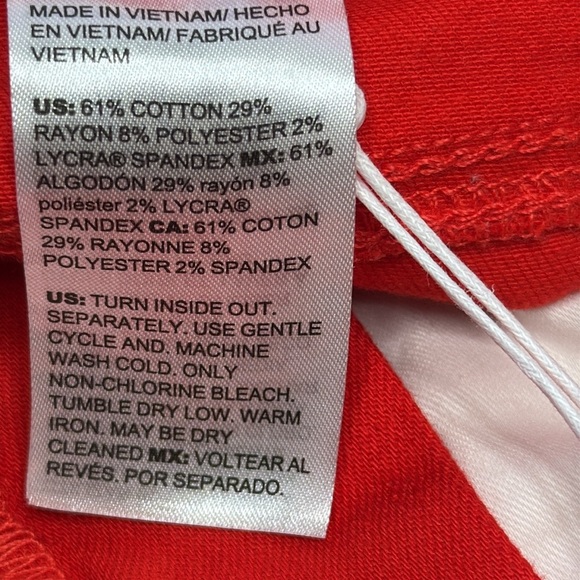 MADE IN VIETNAM/ HECHO
EN VIETNAM/ FABRIQUÉ AU
VIETNAM
US: 61% COTTON 29%
RAYON 8% POLYESTER 2%
LYCRA® SPANDEX MX: 61%
ALGODÓN 29% rayón 8%
poliéster 2% LYCRA®
SPANDEX CA: 61% COTON
29% RAYONNE 8%
POLYESTER 2% SPANDEX
US: TURN INSIDE OUT.
SEPARATELY. USE GENTLE
CYCLE AND. MACHINE
WASH COLD. ONLY
NON-CHLORINE BLEACH.
TUMBLE DRY LOW. WARM
IRON. MAY BE DRY
CLEANED MX: VOLTEAR AL
REVÉS. POR SEPARADO.